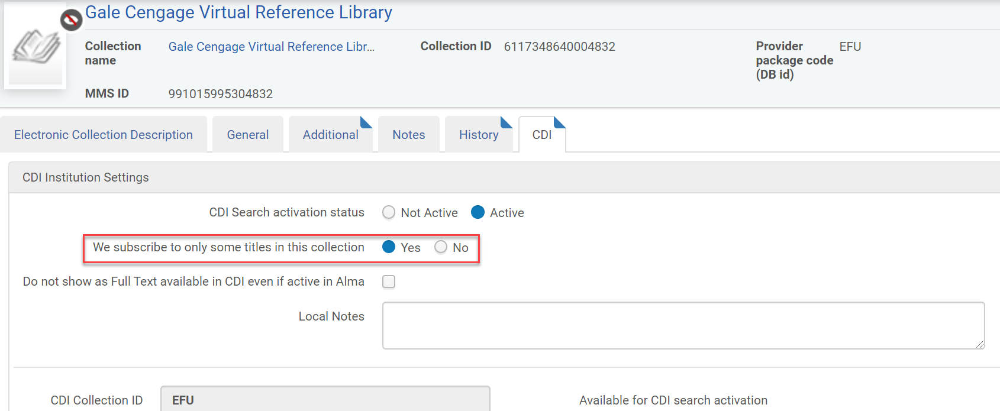 Gale Cengage Virtual Reference Library
Collection name Gale Cengage Virtual Reference Libr...
Collection ID 6117348640004832
Provider package code (DB id) EFU
MMS ID 991015995304832
Electronic Collection Description General Additional Notes History CDI
CDI Institution Settings
CDI Search activation status Not Active Active
We subscribe to only some titles in this collection Yes No
Do not show as Full Text available in CDI even if active in Alma
Local Notes
CDI Collection ID EFU Available for CDI search activation